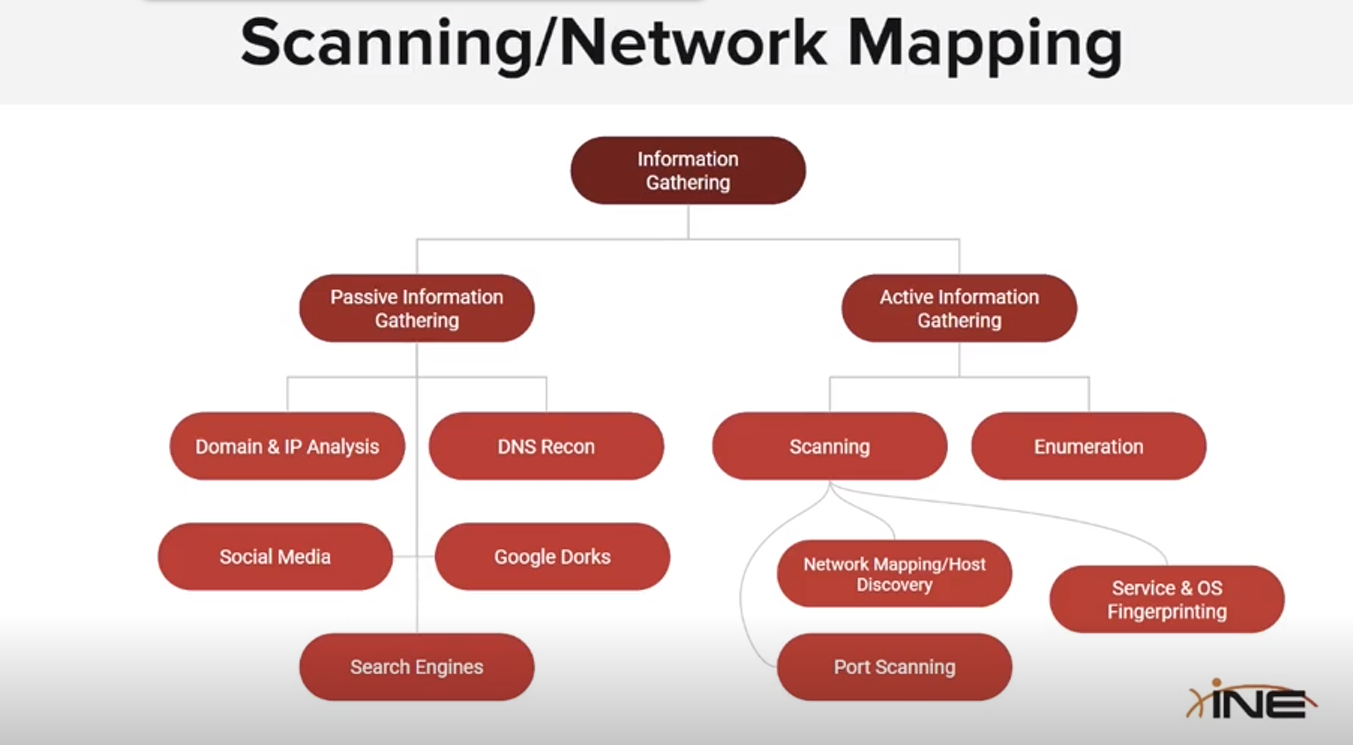 Scanning/Network Mapping
Information
Gathering
Passive Information
Gathering
Active Information
Gathering
Domain & IP Analysis
DNS Recon
Scanning
Enumeration
Social Media
Google Dorks
Network Mapping/Host
Discovery
Service & OS
Fingerprinting
Search Engines
Port Scanning
iNE